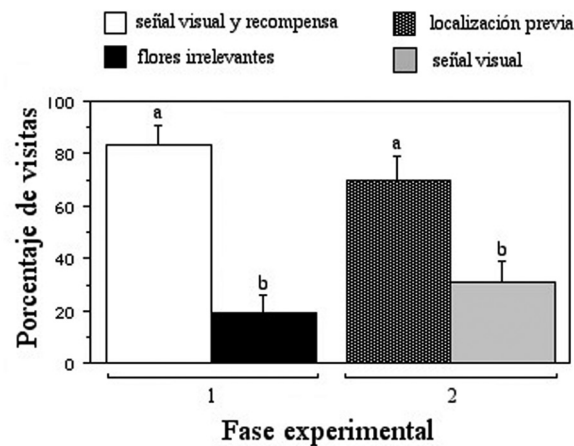 señal visual y recompensa
localización previa
flores irrelevantes
señal visual
Porcentaje de visitas
100
80
60
40
20
0
a
b
a
b
1
2
Fase experimental